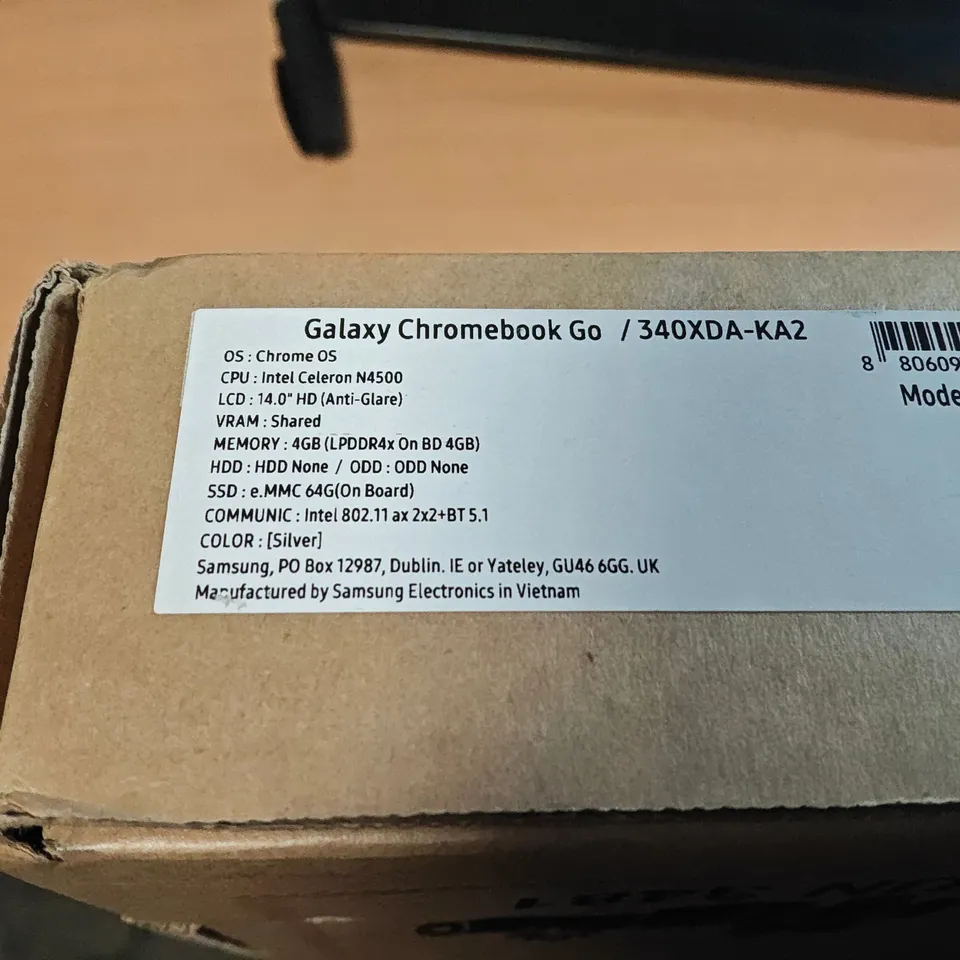 Galaxy Chromebook Go / 340XDA-KA2
OS : Chrome OS
CPU : Intel Celeron N4500
LCD : 14.0" HD (Anti-Glare)
VRAM : Shared
MEMORY : 4GB (LPDDR4x On BD 4GB)
HDD : HDD None / ODD : ODD None
SSD : e.MMC 64G(On Board)
COMMUNIC : Intel 802.11 ax 2x2+BT 5.1
COLOR : [Silver]
Samsung, PO Box 12987, Dublin. IE or Yateley, GU46 6GG. UK
Manufactured by Samsung Electronics in Vietnam
8 80609
Mode